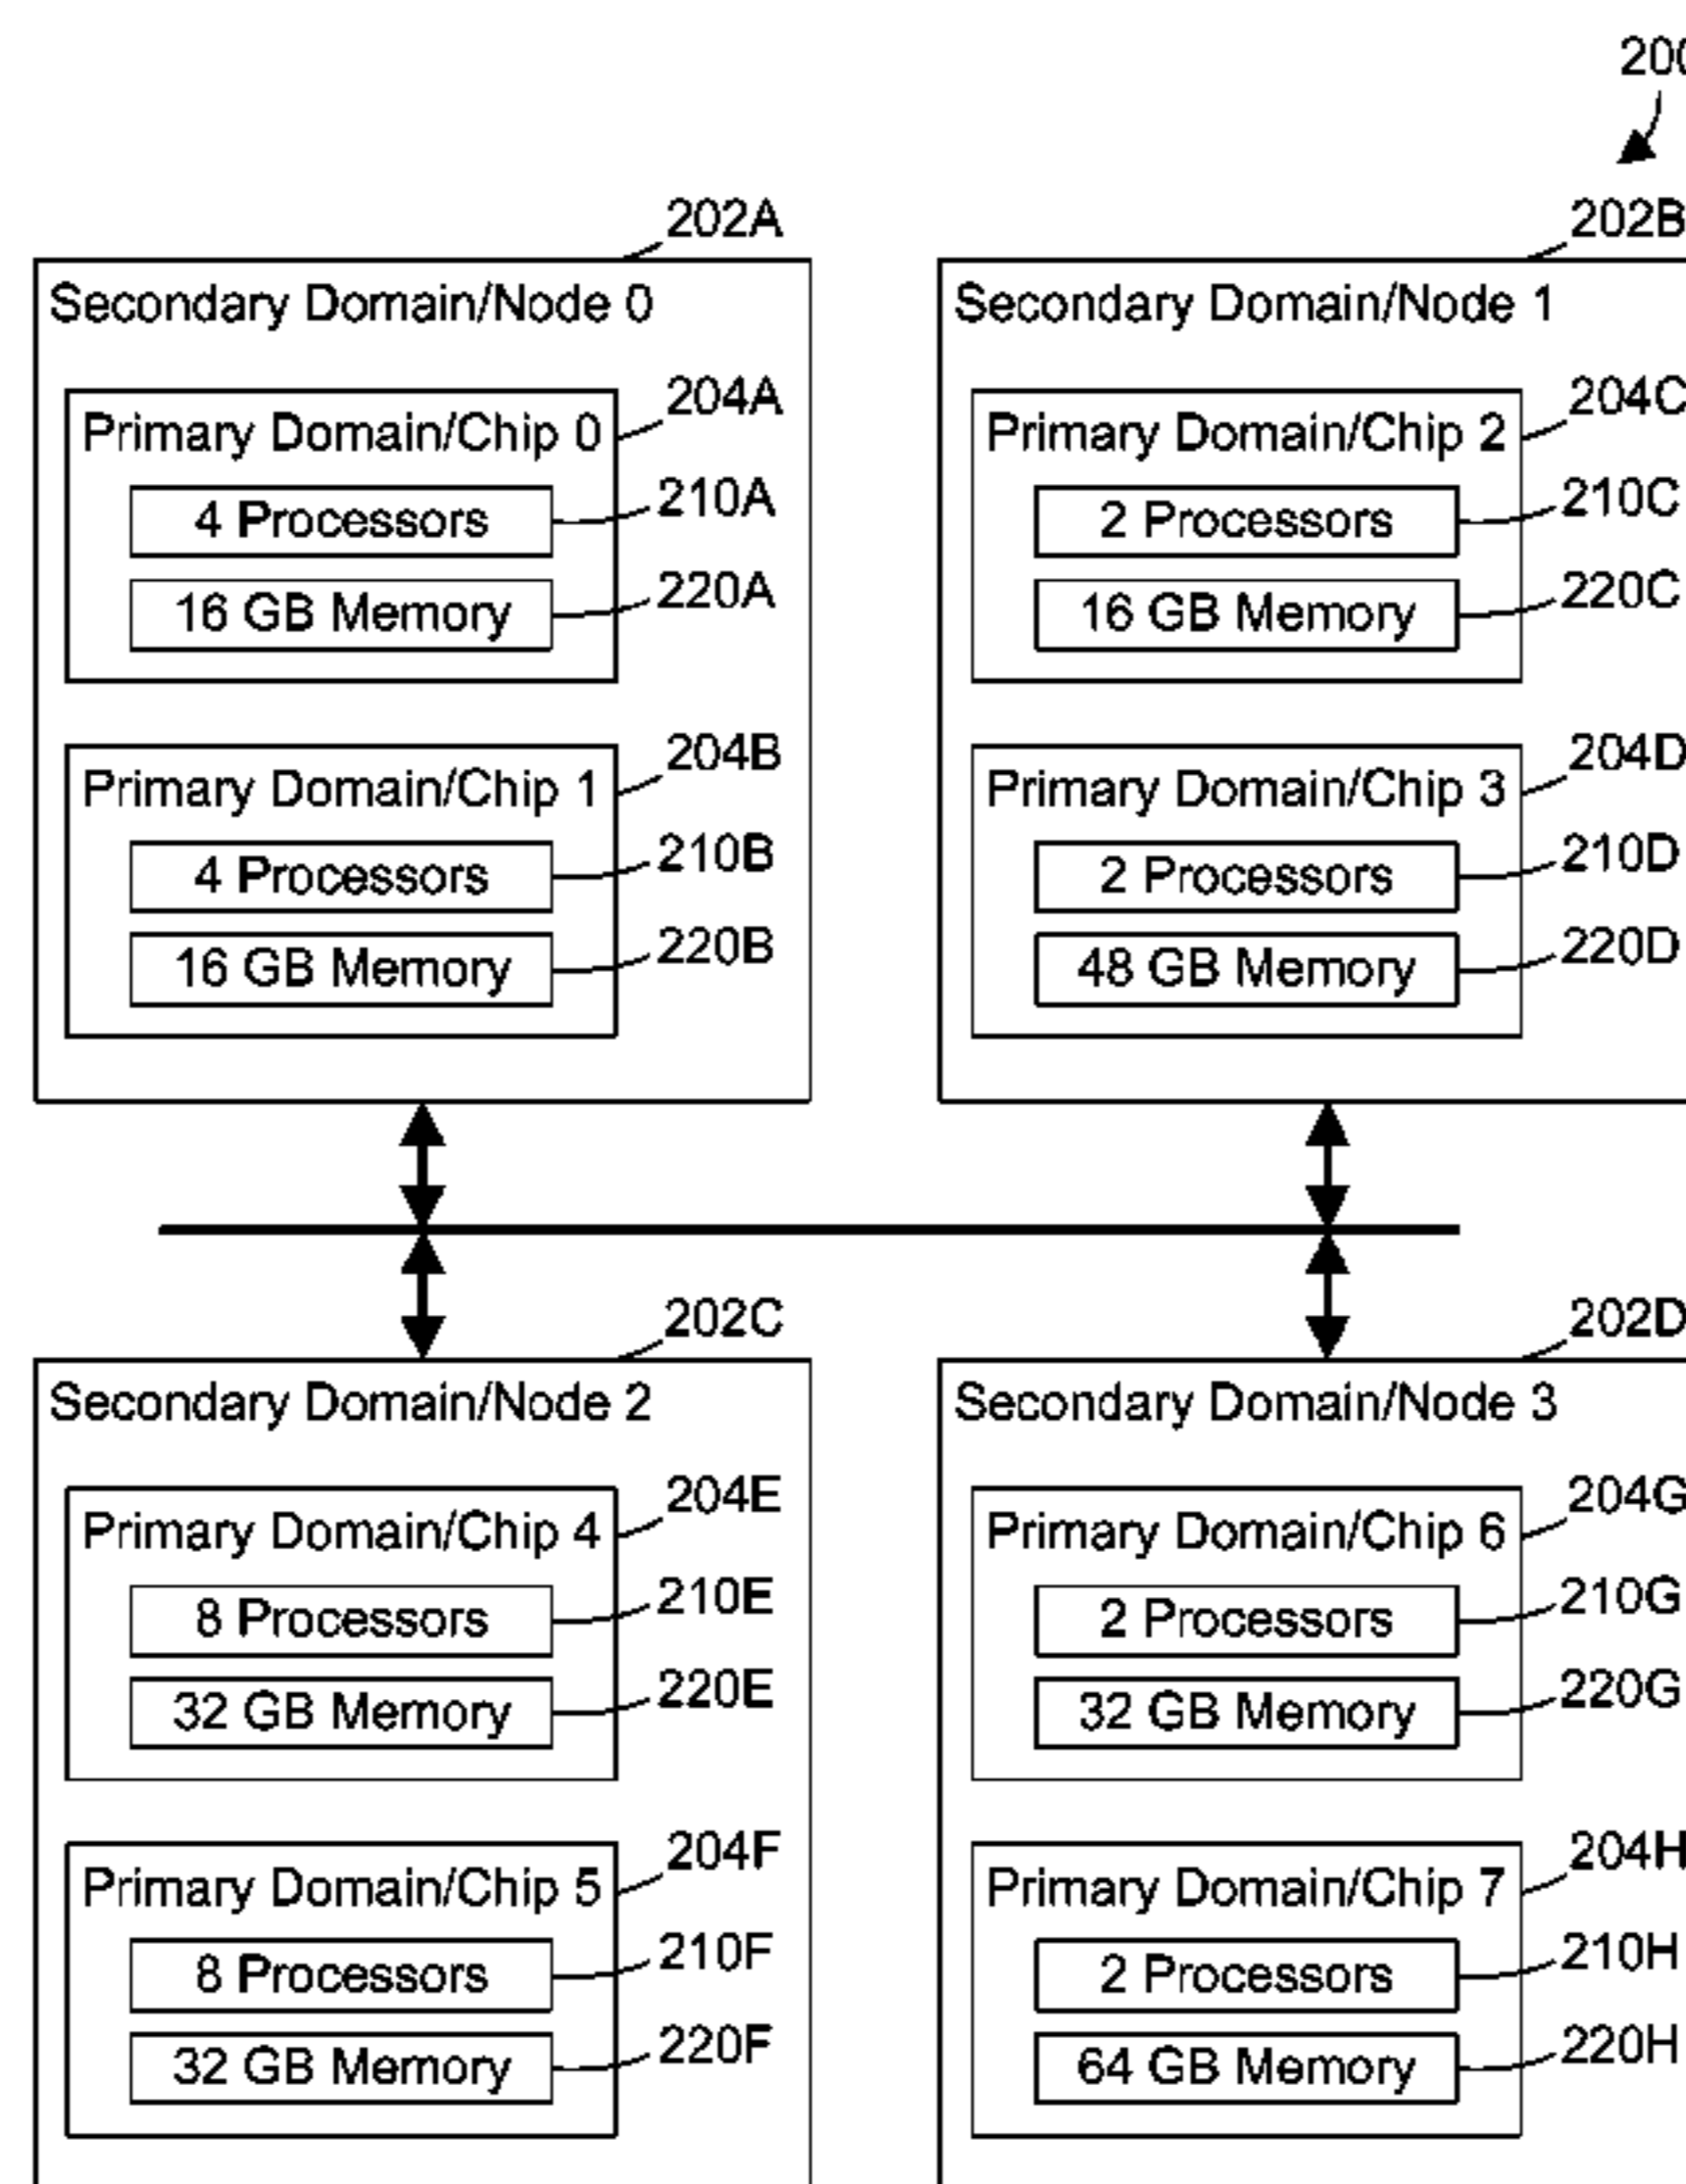 200
202A
Secondary Domain/Node 0
204A
Primary Domain/Chip 0
210A
4 Processors
220A
16 GB Memory
204B
Primary Domain/Chip 1
210B
4 Processors
220B
16 GB Memory
202B
Secondary Domain/Node 1
204C
Primary Domain/Chip 2
210C
2 Processors
220C
16 GB Memory
204D
Primary Domain/Chip 3
210D
2 Processors
220D
48 GB Memory
202C
Secondary Domain/Node 2
204E
Primary Domain/Chip 4
210E
8 Processors
220E
32 GB Memory
204F
Primary Domain/Chip 5
210F
8 Processors
220F
32 GB Memory
202D
Secondary Domain/Node 3
204G
Primary Domain/Chip 6
210G
2 Processors
220G
32 GB Memory
204H
Primary Domain/Chip 7
210H
2 Processors
220H
64 GB Memory